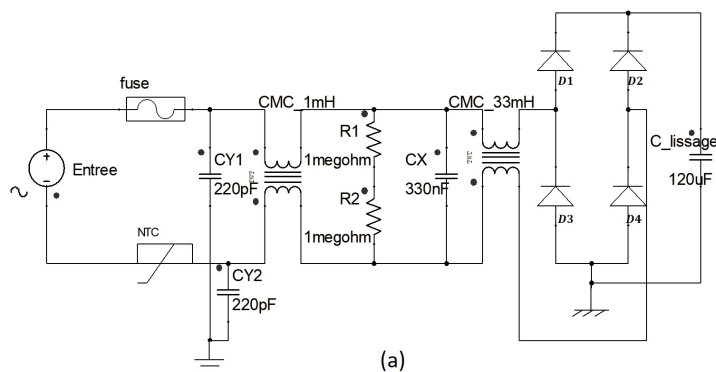 fuse
CMC_1mH
CMC_33mH
D1
D2
R1
1megohm
CX
330nF
C_lissage
120uF
Entree
CY1
220pF
TNT
R2
1megohm
D3
D4
NTC
CY2
220pF
(a)